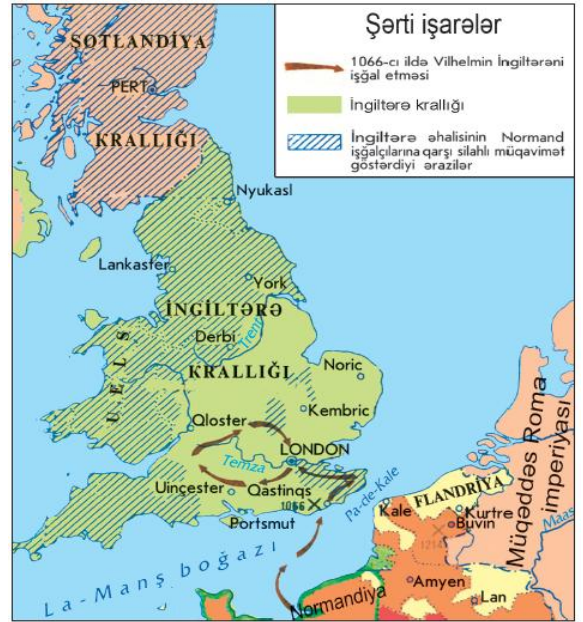 Şərti işarələr
1066-cı ildə Vilhelmin İngiltərəni
işğal etməsi
İngiltərə krallığı
İngiltərə əhalisinin Normand
işğalçılarına qarşı silahlı müqavimət
göstərdiyi ərazilər
ŞOTLANDİYA
PERT
KRALLIĞI
Nyukasl
Lankaster
York
İNGİLTƏRƏ
Derbi
Trent
UELS
KRALLIĞI
Noric
Kembric
Qloster
LONDON
Temza
Uinçester
Qastinqs
1066
Portsmut
Pa-de-Kale
La-Manş boğazı
Kale
FLANDRİYA
Kurtre
Buvin
1214
Müqəddəs Roma
imperiyası
Maas
Amyen
Lan
Normandiya